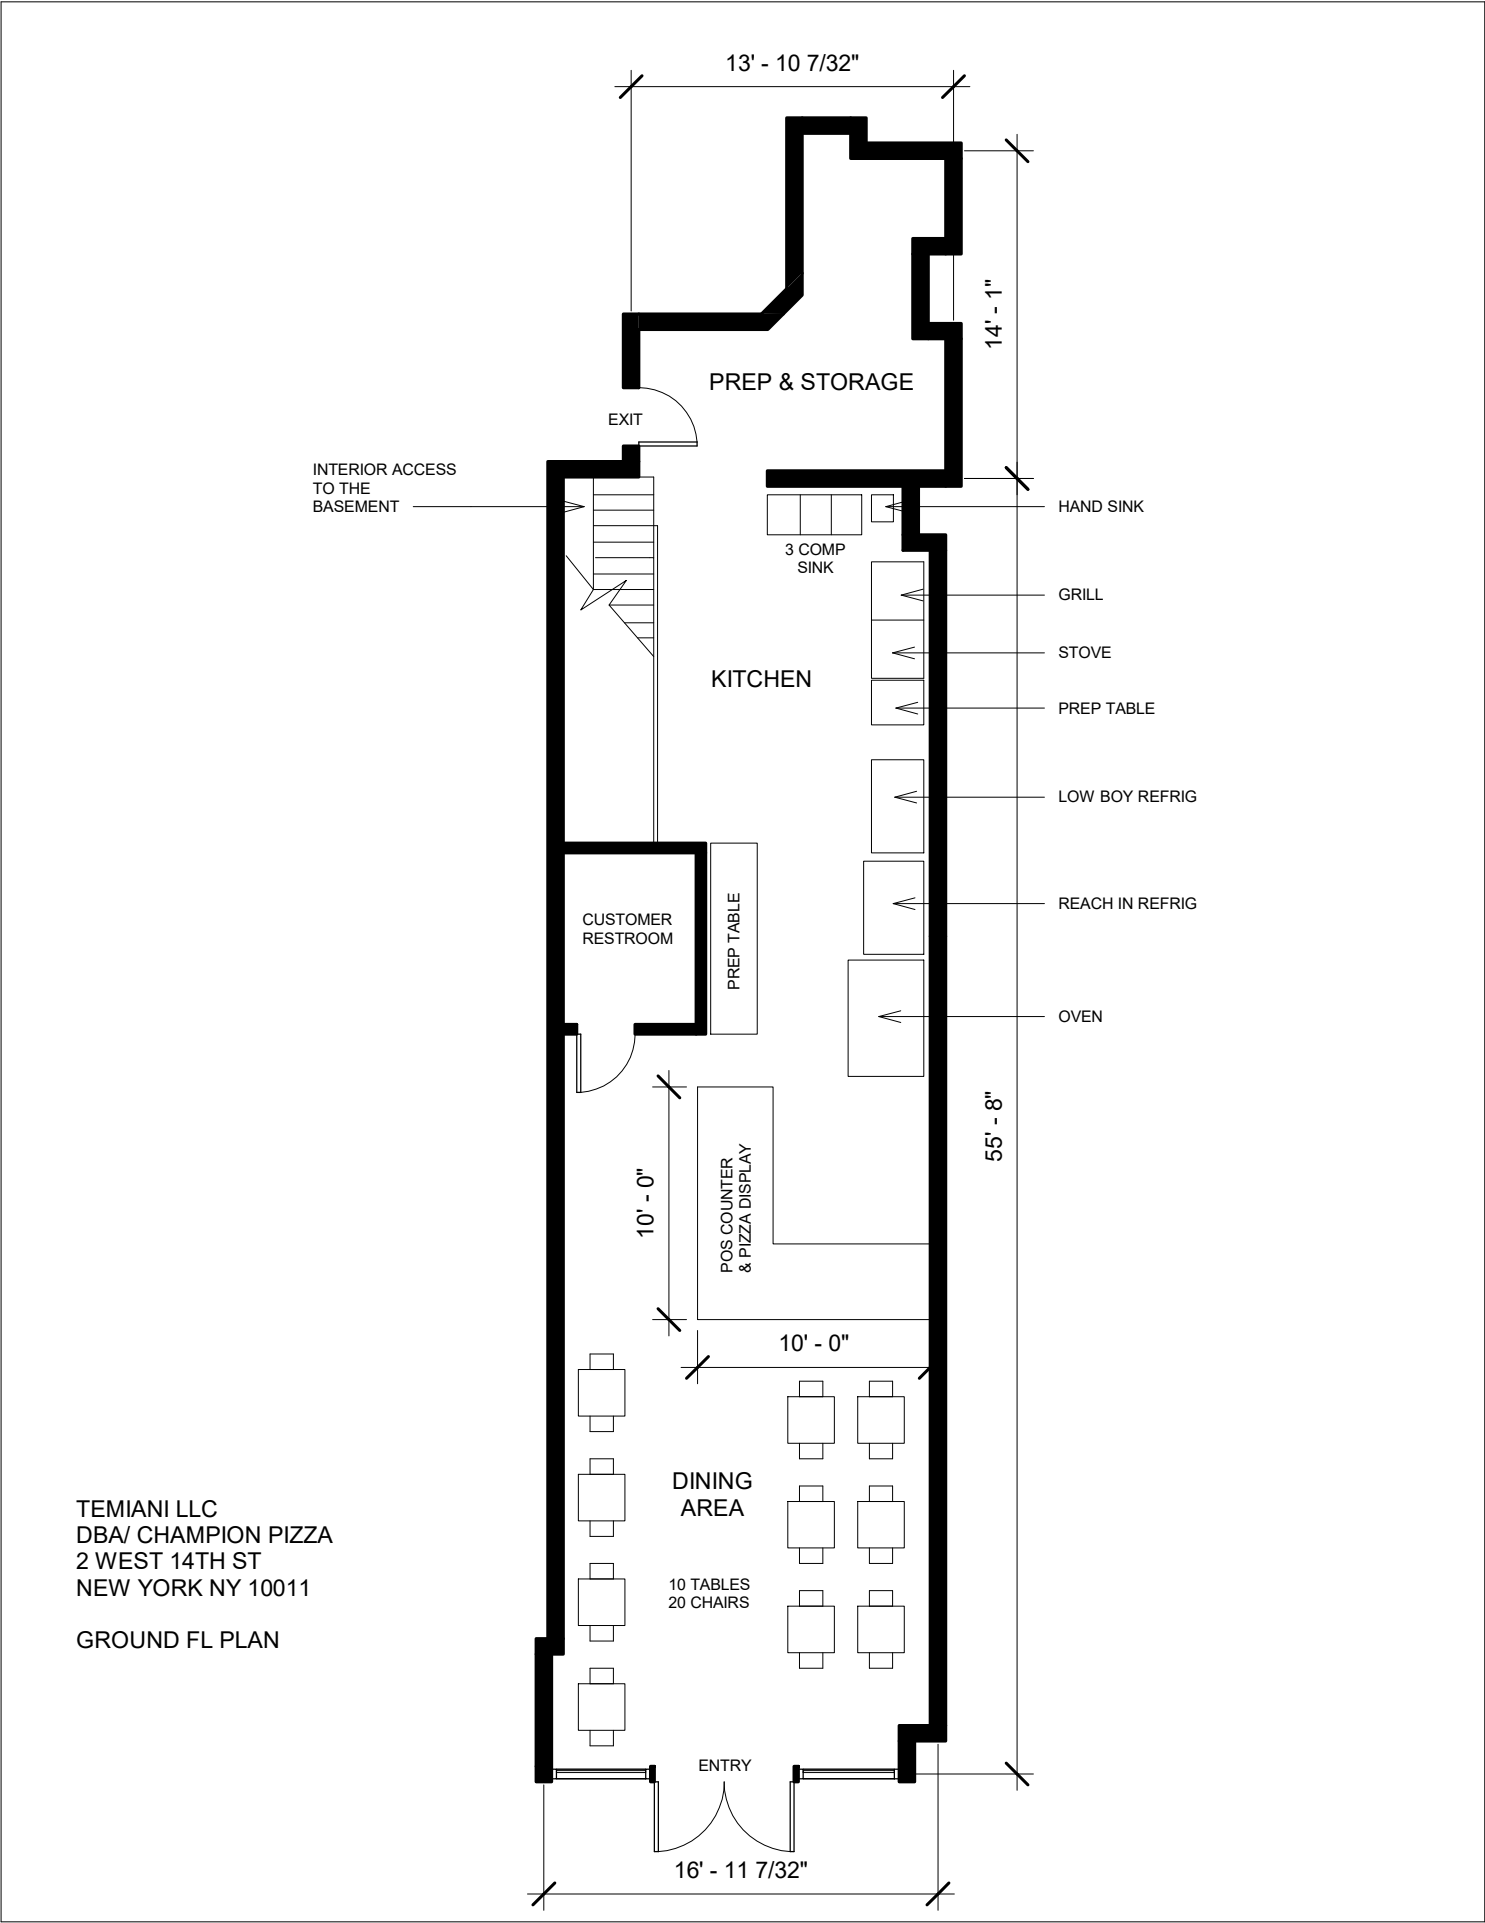 13' - 10 7/32"
14' - 1"
PREP & STORAGE
EXIT
INTERIOR ACCESS
TO THE
BASEMENT
HAND SINK
3 COMP
SINK
GRILL
STOVE
KITCHEN
PREP TABLE
LOW BOY REFRIG
REACH IN REFRIG
CUSTOMER
RESTROOM
PREP TABLE
OVEN
55' - 8"
10' - 0"
POS COUNTER
& PIZZA DISPLAY
10' - 0"
DINING
AREA
10 TABLES
20 CHAIRS
TEMIANI LLC
DBA/ CHAMPION PIZZA
2 WEST 14TH ST
NEW YORK NY 10011
GROUND FL PLAN
ENTRY
16' - 11 7/32"